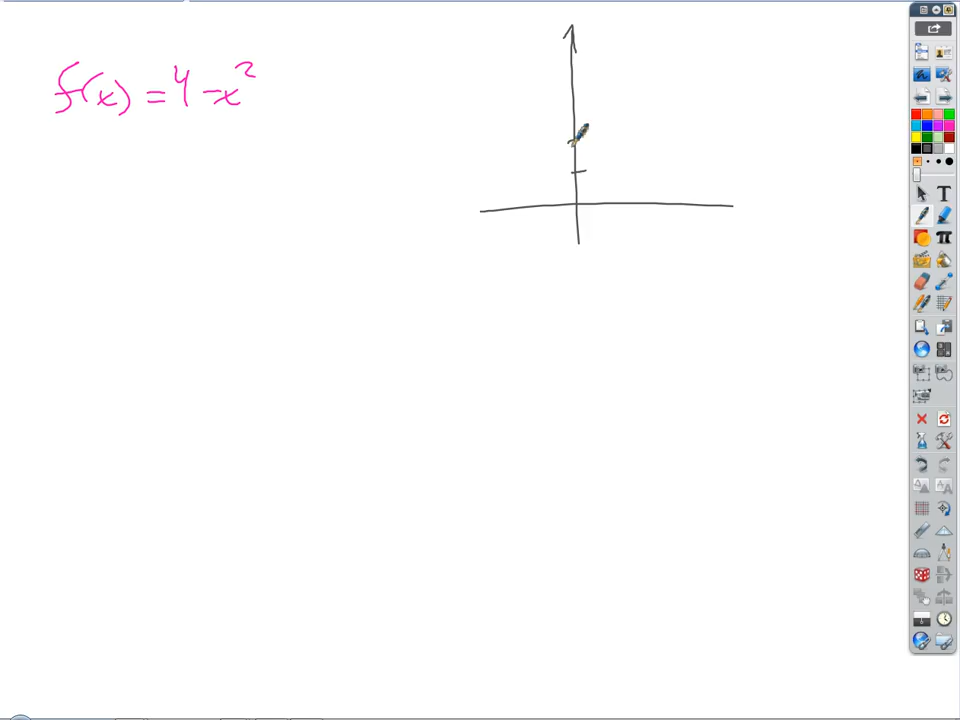 f(x) = 4 - x²
T
π